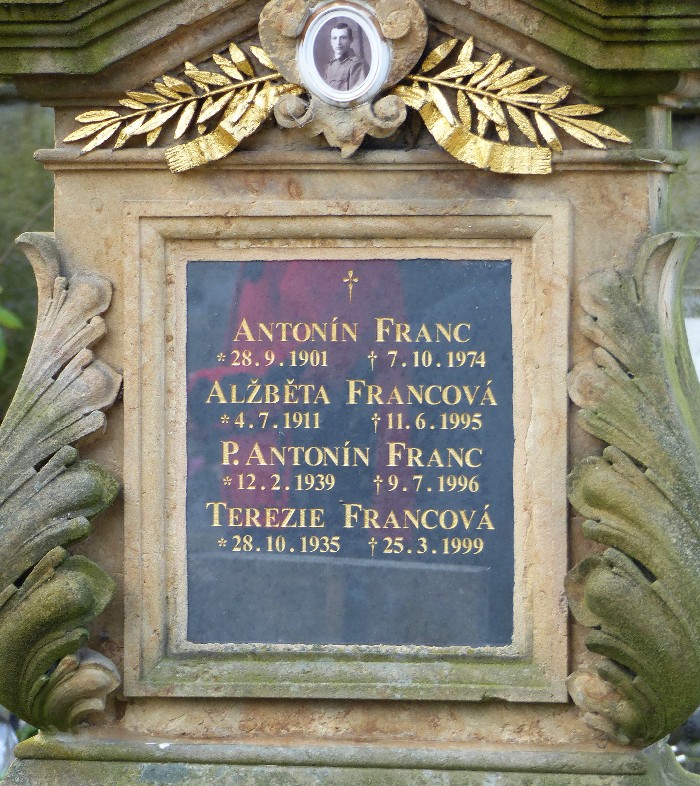 ANTONÍN FRANC
*28.9.1901 †7.10.1974
ALŽBĚTA FRANCOVÁ
*4.7.1911 †11.6.1995
P. ANTONÍN FRANC
*12.2.1939 †9.7.1996
TEREZIE FRANCOVÁ
*28.10.1935 †25.3.1999